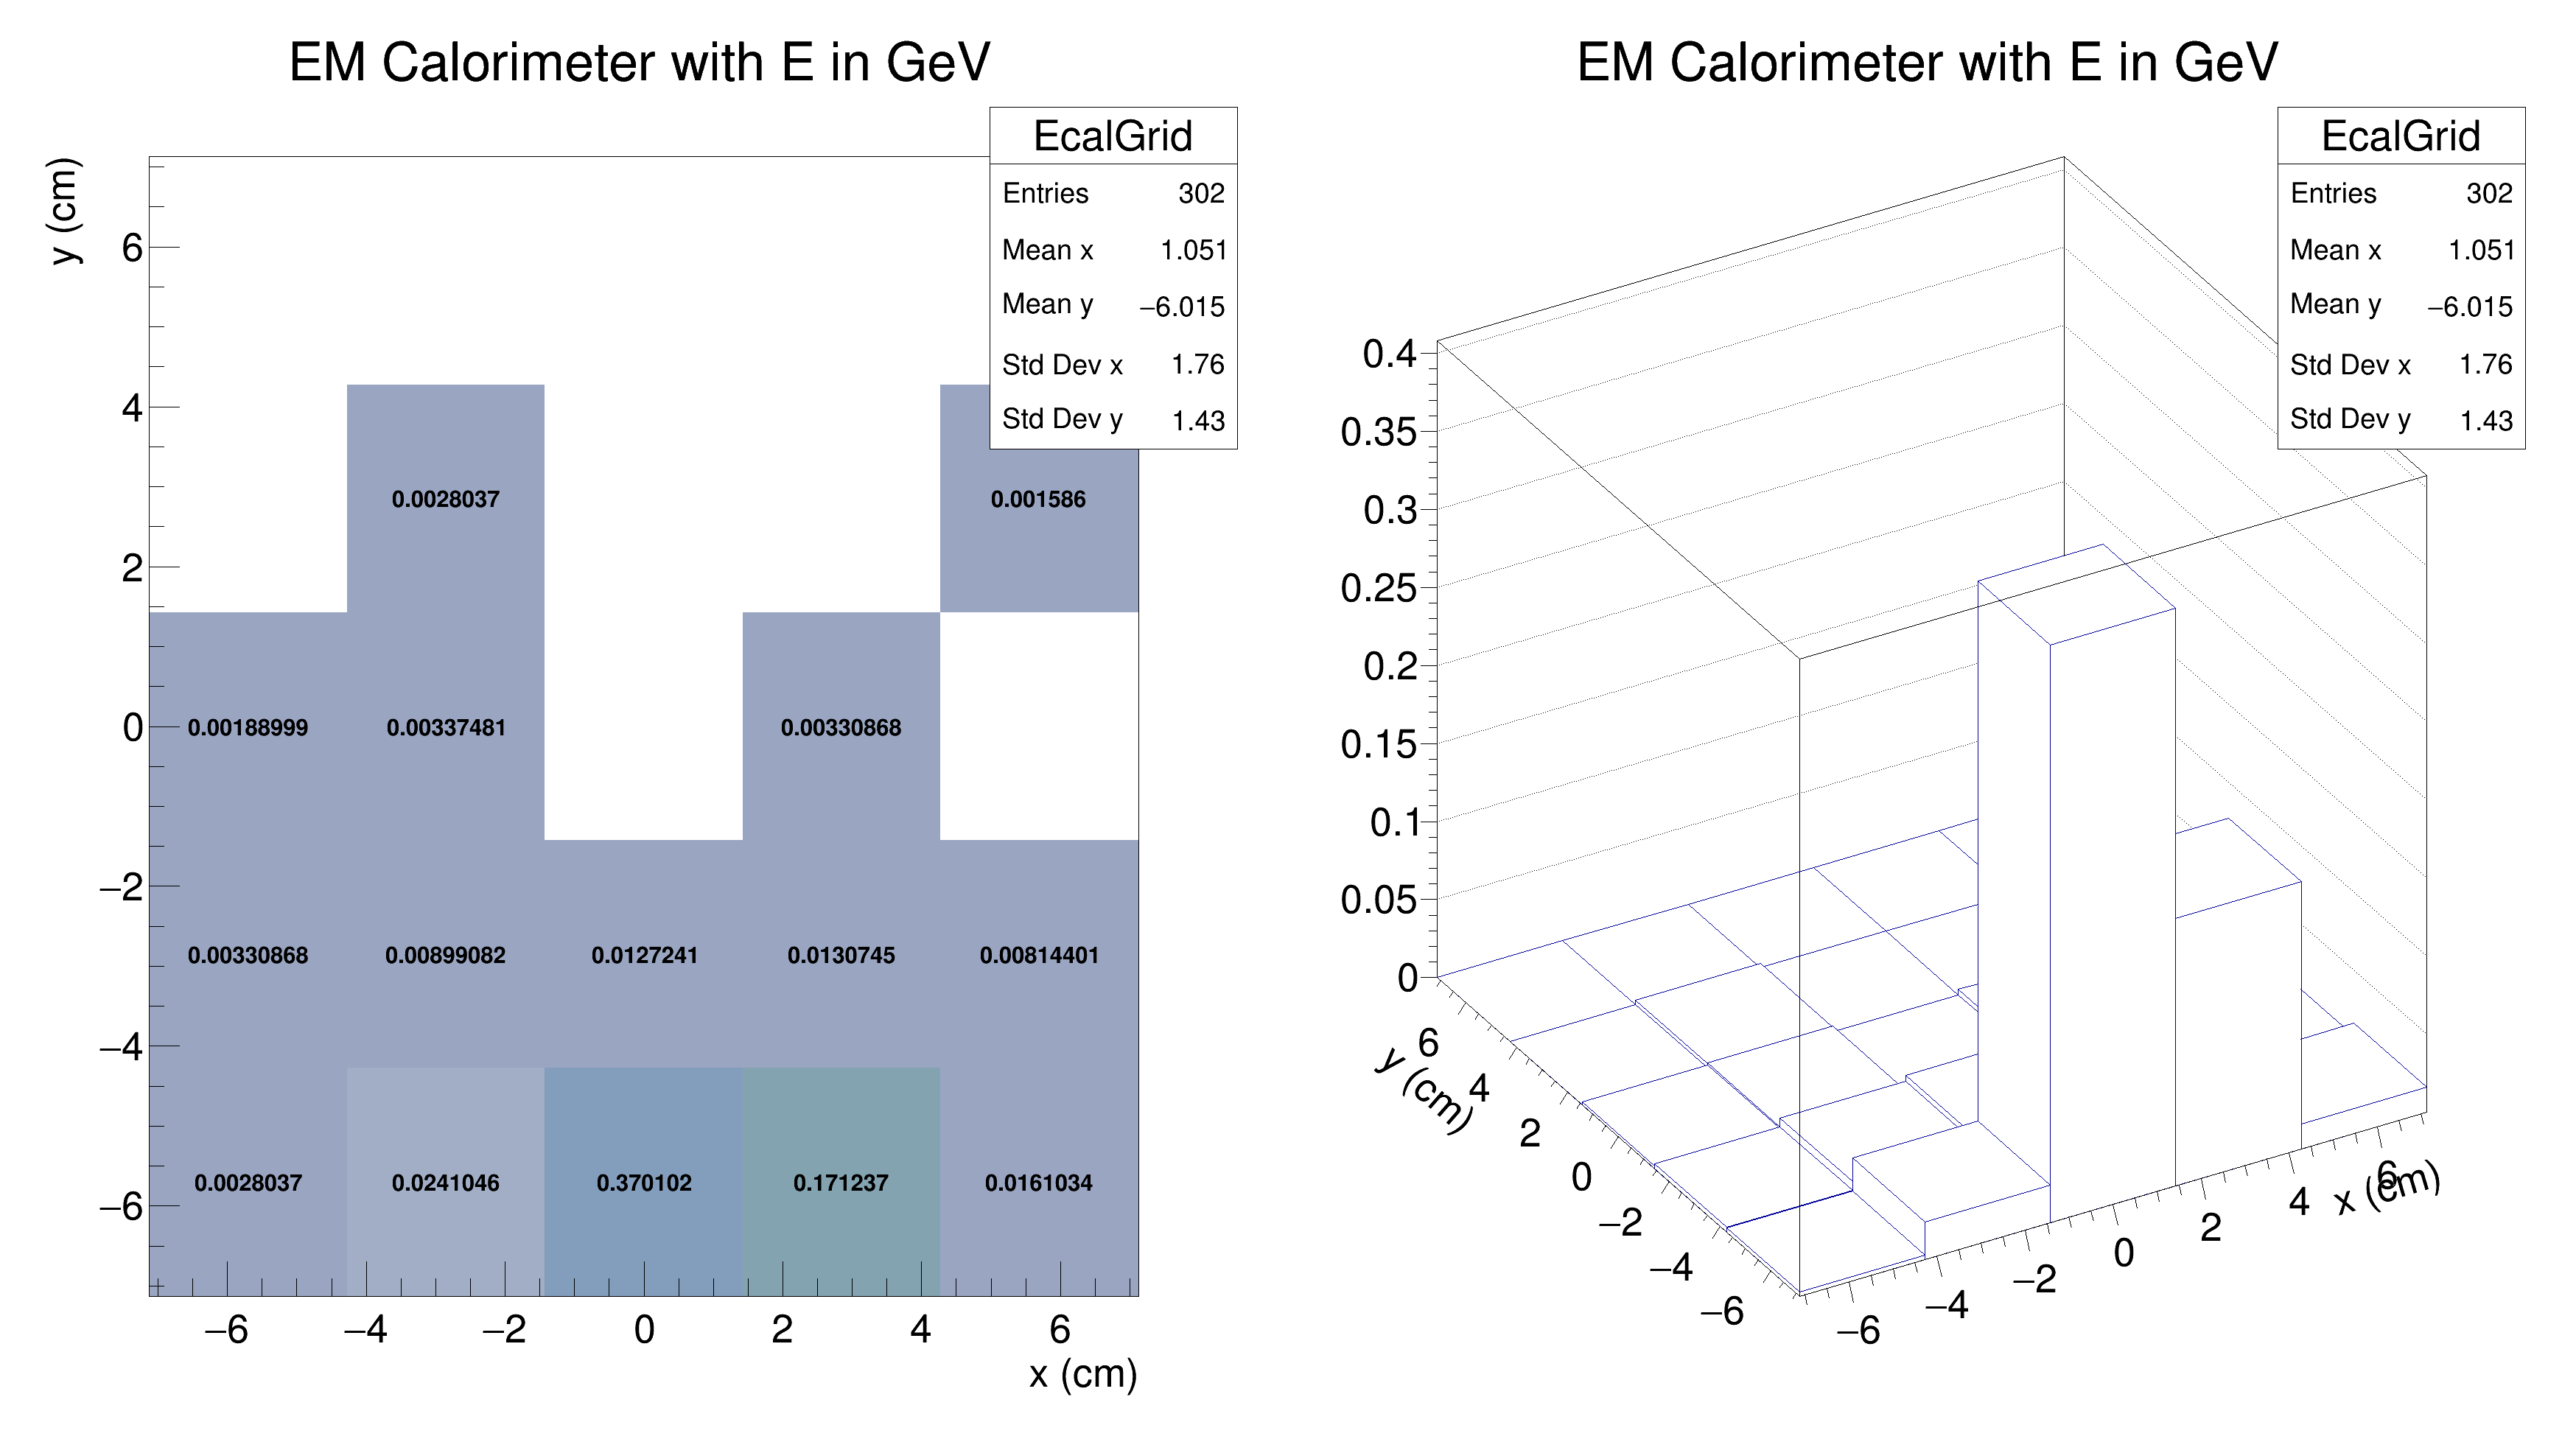 EM Calorimeter with E in GeV
EcalGrid
Entries 302
Mean x 1.051
Mean y −6.015
Std Dev x 1.76
Std Dev y 1.43
y (cm)
6
4
2
0
−2
−4
−6
0.0028037 0.001586
0.00188999 0.00337481 0.00330868
0.00330868 0.00899082 0.0127241 0.0130745 0.00814401
0.0028037 0.0241046 0.370102 0.171237 0.0161034
−6 −4 −2 0 2 4 6
x (cm)
EM Calorimeter with E in GeV
EcalGrid
Entries 302
Mean x 1.051
Mean y −6.015
Std Dev x 1.76
Std Dev y 1.43
0.4
0.35
0.3
0.25
0.2
0.15
0.1
0.05
0
y (cm)
6
4
2
0
−2
−4
−6
−6 −4 −2 0 2 4 6
x (cm)